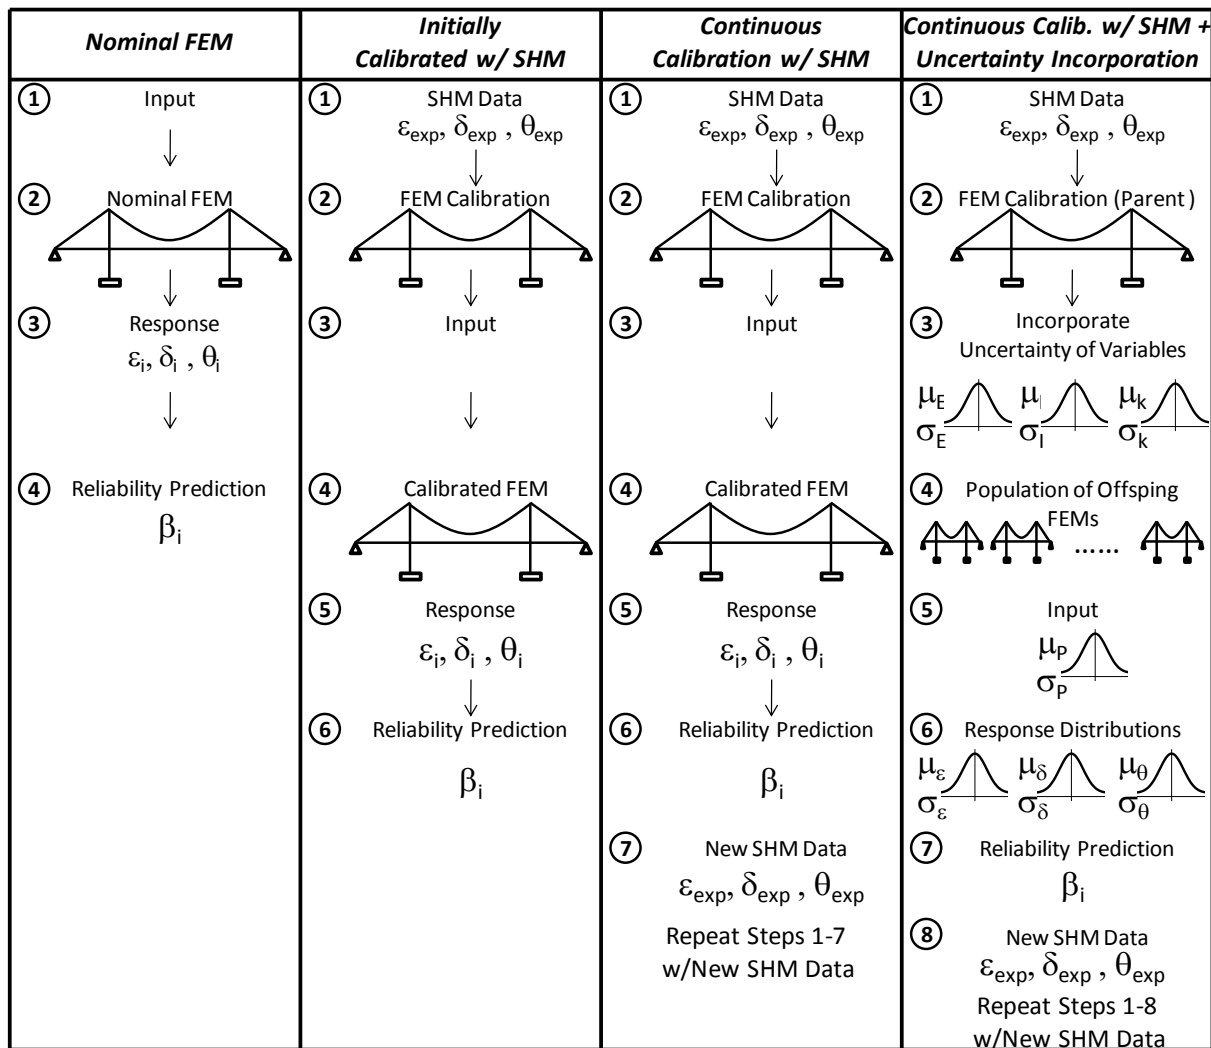 Nominal FEM
1 Input
2 Nominal FEM
3 Response
εi, δi , θi
4 Reliability Prediction
βi
Initially
Calibrated w/ SHM
1 SHM Data
εexp, δexp , θexp
2 FEM Calibration
3 Input
4 Calibrated FEM
5 Response
εi, δi , θi
6 Reliability Prediction
βi
Continuous
Calibration w/ SHM
1 SHM Data
εexp, δexp , θexp
2 FEM Calibration
3 Input
4 Calibrated FEM
5 Response
εi, δi , θi
6 Reliability Prediction
βi
7 New SHM Data
εexp, δexp , θexp
Repeat Steps 1-7
w/New SHM Data
Continuous Calib. w/ SHM +
Uncertainty Incorporation
1 SHM Data
εexp, δexp , θexp
2 FEM Calibration (Parent )
3 Incorporate
Uncertainty of Variables
μE μI μk
σE σI σk
4 Population of Offsping
FEMs
......
5 Input
μP
σP
6 Response Distributions
με μδ μθ
σε σδ σθ
7 Reliability Prediction
βi
8 New SHM Data
εexp, δexp , θexp
Repeat Steps 1-8
w/New SHM Data